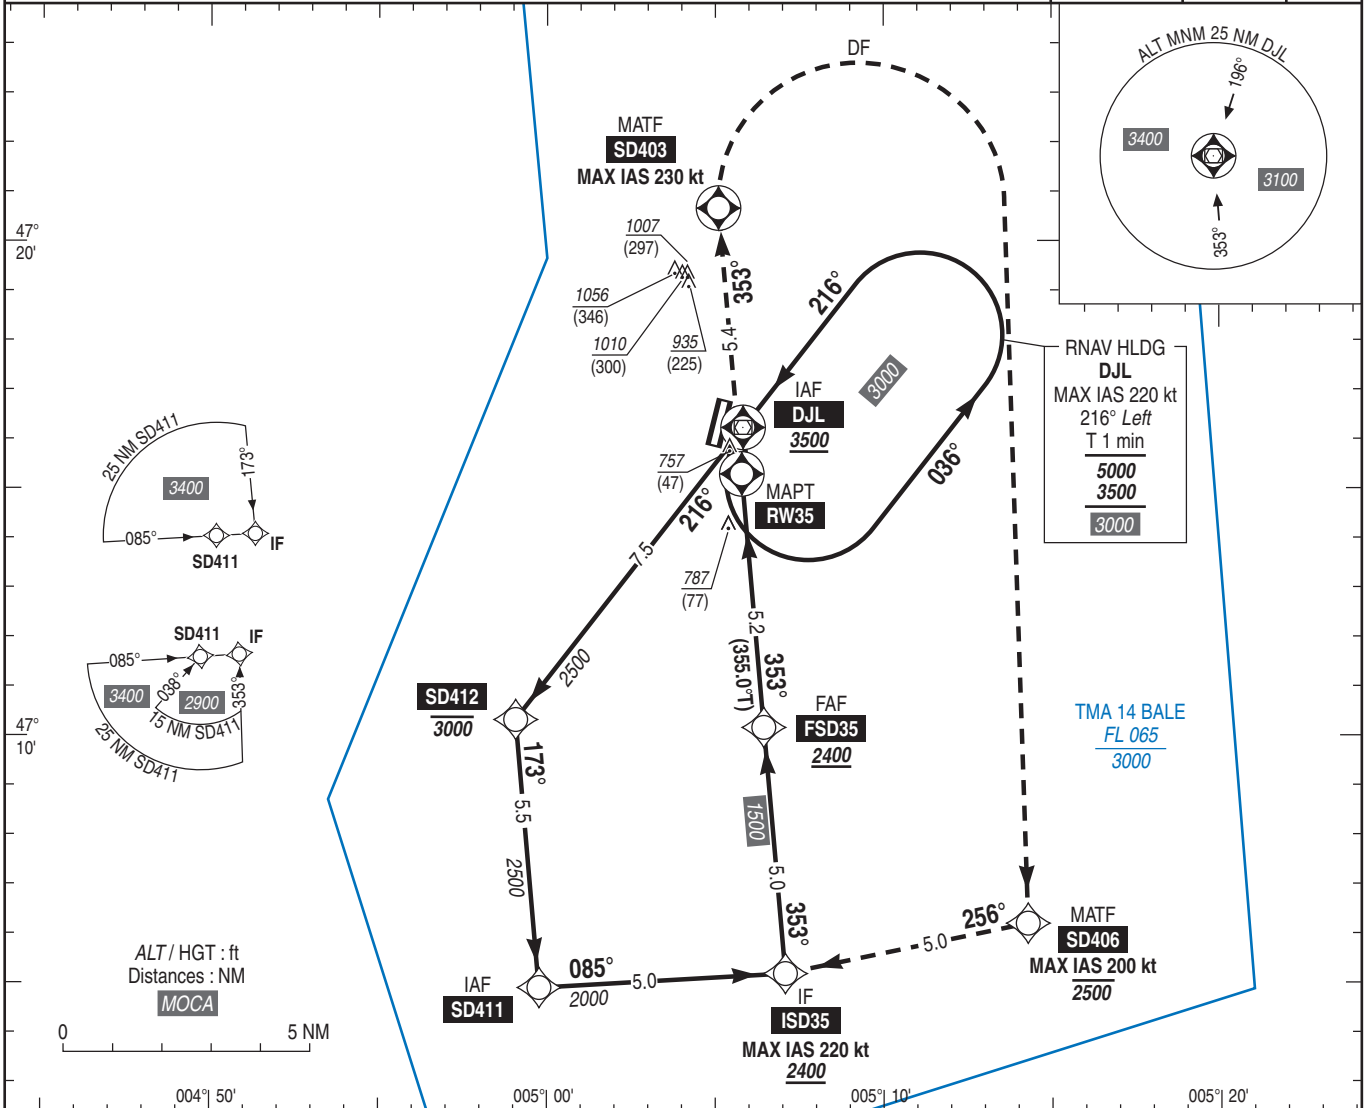 DF
ALT MNM 25 NM DJL
196°
3400
3100
353°
MATF
SD403
MAX IAS 230 kt
47°
20'
1007
(297)
1056
(346)
1010
(300)
935
(225)
353°
5.4
216°
3000
IAF
DJL
3500
RNAV HLDG
DJL
MAX IAS 220 kt
216° Left
T 1 min
5000
3500
3000
036°
757
(47)
MAPT
RW35
216°
7.5
2500
787
(77)
25 NM SD411
3400
173°
085°
SD411
IF
SD411
IF
085°
038°
353°
3400
2900
15 NM SD411
25 NM SD411
5.2
(355.0°T)
353°
SD412
3000
FAF
FSD35
2400
47°
10'
TMA 14 BALE
FL 065
3000
173°
5.5
2500
1500
5.0
353°
256°
5.0
MATF
SD406
MAX IAS 200 kt
2500
ALT / HGT : ft
Distances : NM
MOCA
0 5 NM
IAF
SD411
085°
2000
5.0
IF
ISD35
MAX IAS 220 kt
2400
004° 50'
005° 00'
005° 10'
005° 20'